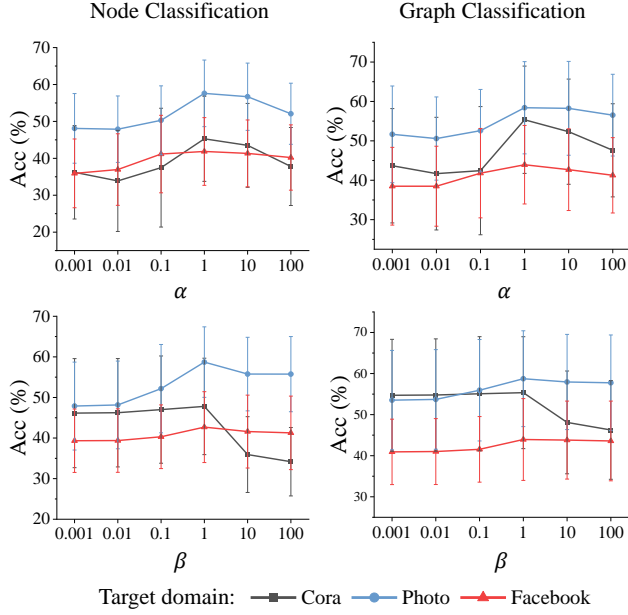 Node Classification
Graph Classification
Acc (%)
70
60
50
40
30
20
0.001 0.01 0.1 1 10 100
α
Acc (%)
70
60
50
40
30
0.001 0.01 0.1 1 10 100
α
Acc (%)
70
60
50
40
30
20
0.001 0.01 0.1 1 10 100
β
Acc (%)
70
60
50
40
30
0.001 0.01 0.1 1 10 100
β
Target domain: Cora Photo Facebook